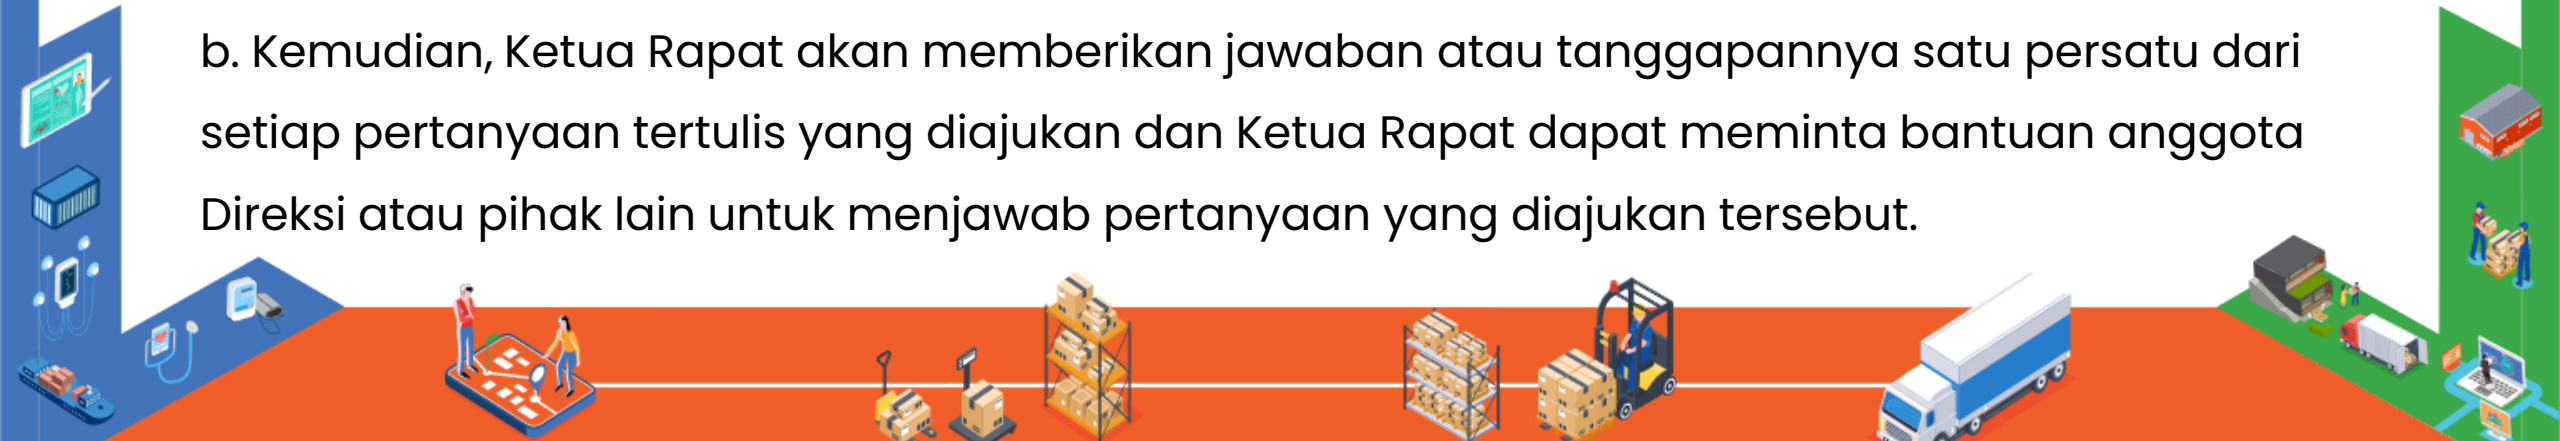 b. Kemudian, Ketua Rapat akan memberikan jawaban atau tanggapannya satu persatu dari
setiap pertanyaan tertulis yang diajukan dan Ketua Rapat dapat meminta bantuan anggota
Direksi atau pihak lain untuk menjawab pertanyaan yang diajukan tersebut.